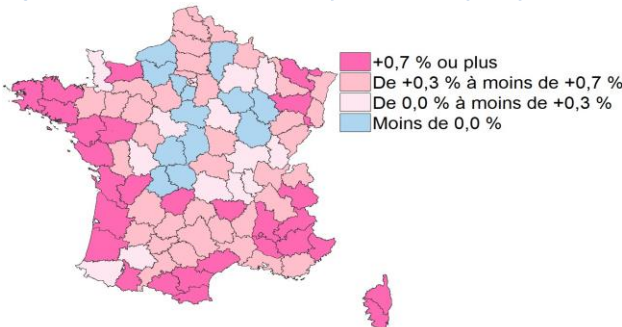 +0,7 % ou plus
De +0,3 % à moins de +0,7 %
De 0,0 % à moins de +0,3 %
Moins de 0,0 %